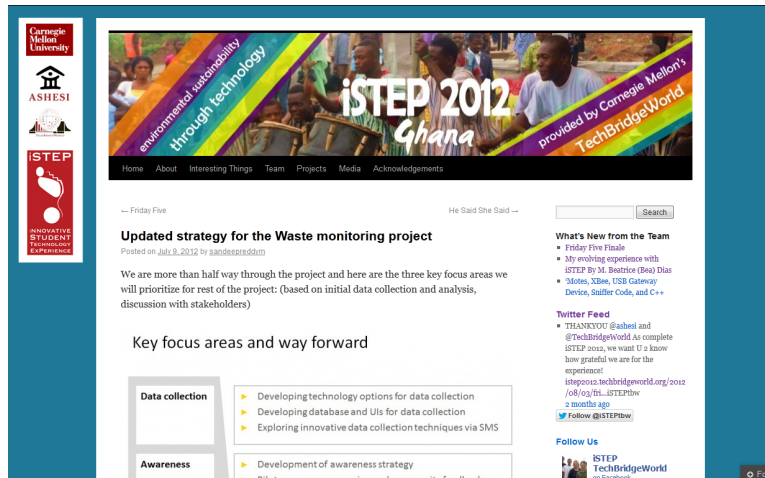 Carnegie
Mellon
University
ASHESI
iSTEP
INNOVATIVE
STUDENT
TECHNOLOGY
EXPERIENCE
environmental sustainability
through technology
iSTEP 2012
Ghana
provided by Carnegie Mellon's
TechBridgeWorld
Home About Interesting Things Team Projects Media Acknowledgements
← Friday Five He Said She Said →
Updated strategy for the Waste monitoring project
Posted on July 9, 2012 by sandeepreddym
We are more than half way through the project and here are the three key focus areas we
will prioritize for rest of the project: (based on initial data collection and analysis,
discussion with stakeholders)
Key focus areas and way forward
Data collection
► Developing technology options for data collection
► Developing database and UIs for data collection
► Exploring innovative data collection techniques via SMS
Awareness
► Development of awareness strategy
Search
What's New from the Team
Friday Five Finale
My evolving experience with
iSTEP By M. Beatrice (Bea) Dias
'Motes, XBee, USB Gateway
Device, Sniffer Code, and C++
Twitter Feed
THANKYOU @ashesi and
@TechBridgeWorld As complete
iSTEP 2012, we want U 2 know
how grateful we are for the
experience!
istep2012.techbridgeworld.org/2012
/08/03/fri...iSTEPtbw
2 months ago
Follow @iSTEPtbw
Follow Us
iSTEP
TechBridgeWorld
on Facebook